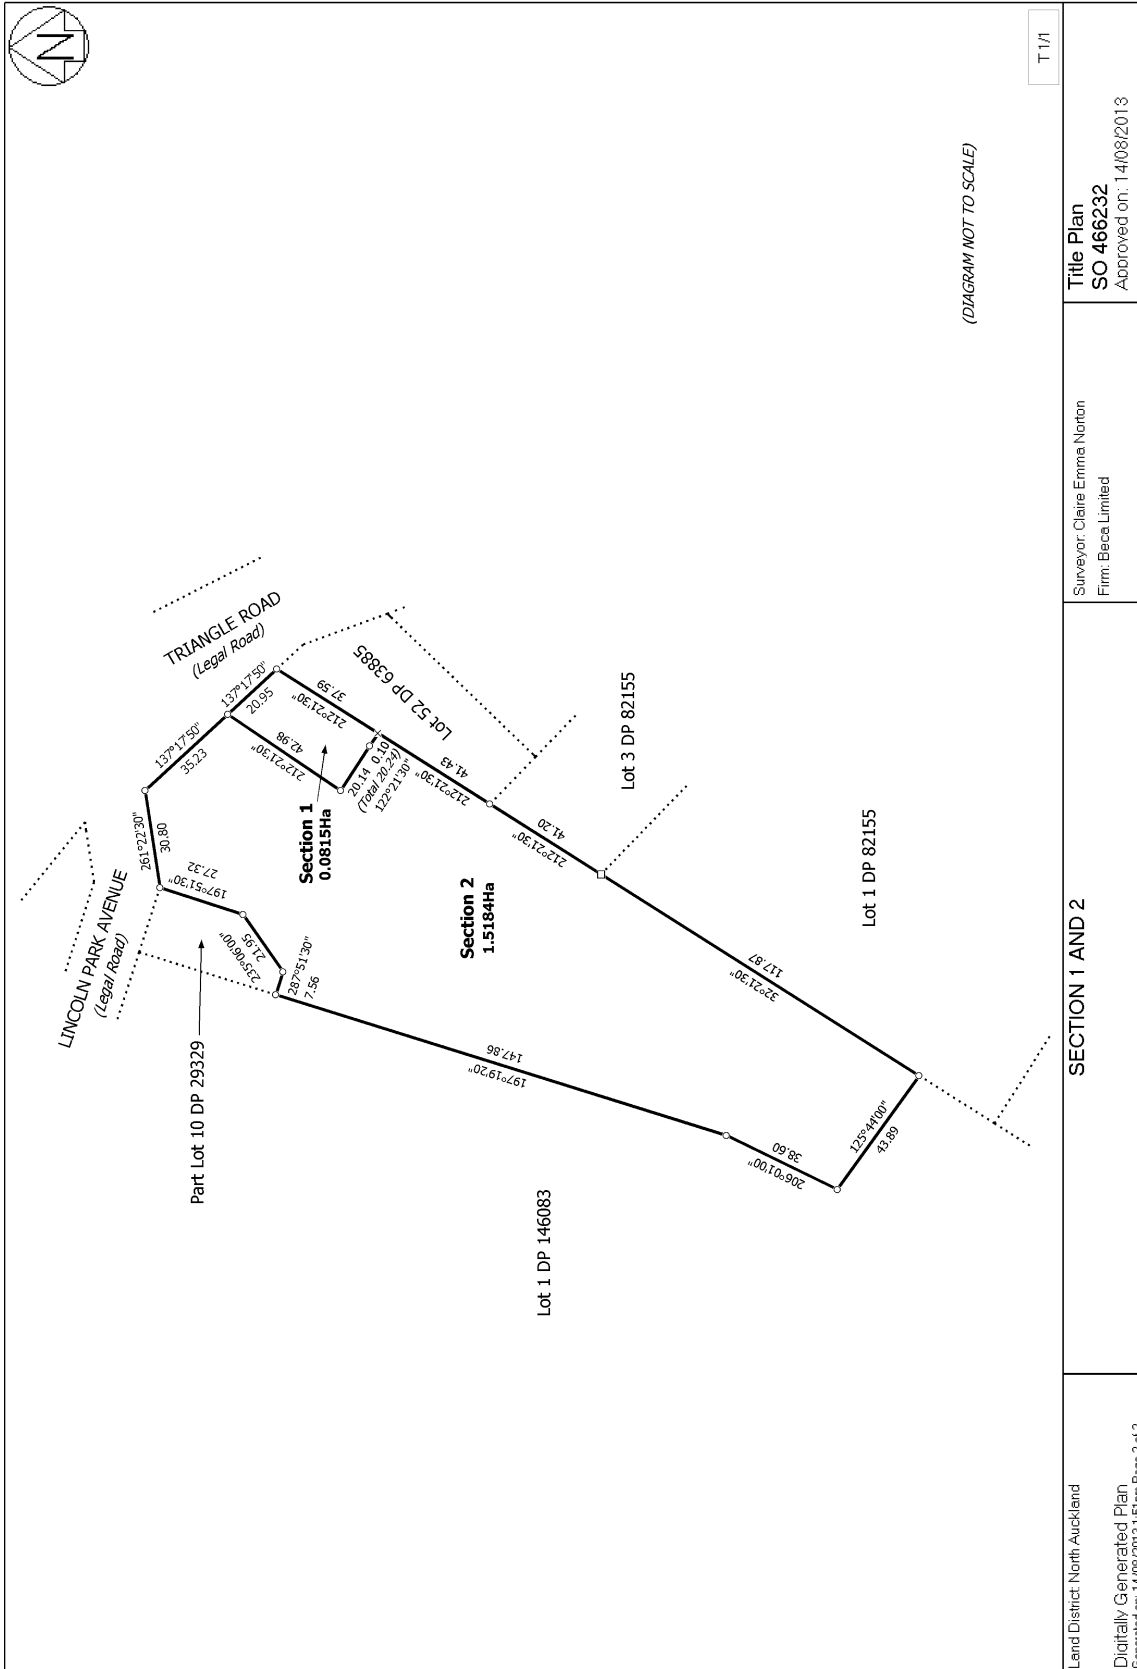 N
T 1/1
(DIAGRAM NOT TO SCALE)
LINCOLN PARK AVENUE
(Legal Road)
TRIANGLE ROAD
(Legal Road)
261°22'30"
30.80
137°17'50"
35.23
137°17'50"
20.95
197°51'30"
27.32
235°06'00"
21.95
287°51'30"
7.56
212°21'30"
42.98
212°21'30"
37.59
20.14 0.10
(Total 20.24)
122°21'30"
Section 1
0.0815Ha
Lot 52 DP 63885
212°21'30"
41.43
212°21'30"
41.20
Lot 3 DP 82155
Section 2
1.5184Ha
Part Lot 10 DP 29329
197°19'20"
147.86
32°21'30"
117.87
Lot 1 DP 82155
206°01'00"
38.60
125°44'00"
43.89
Lot 1 DP 146083
Land District: North Auckland
Digitally Generated Plan
SECTION 1 AND 2
Surveyor: Claire Emma Norton
Firm: Beca Limited
Title Plan
SO 466232
Approved on: 14/08/2013